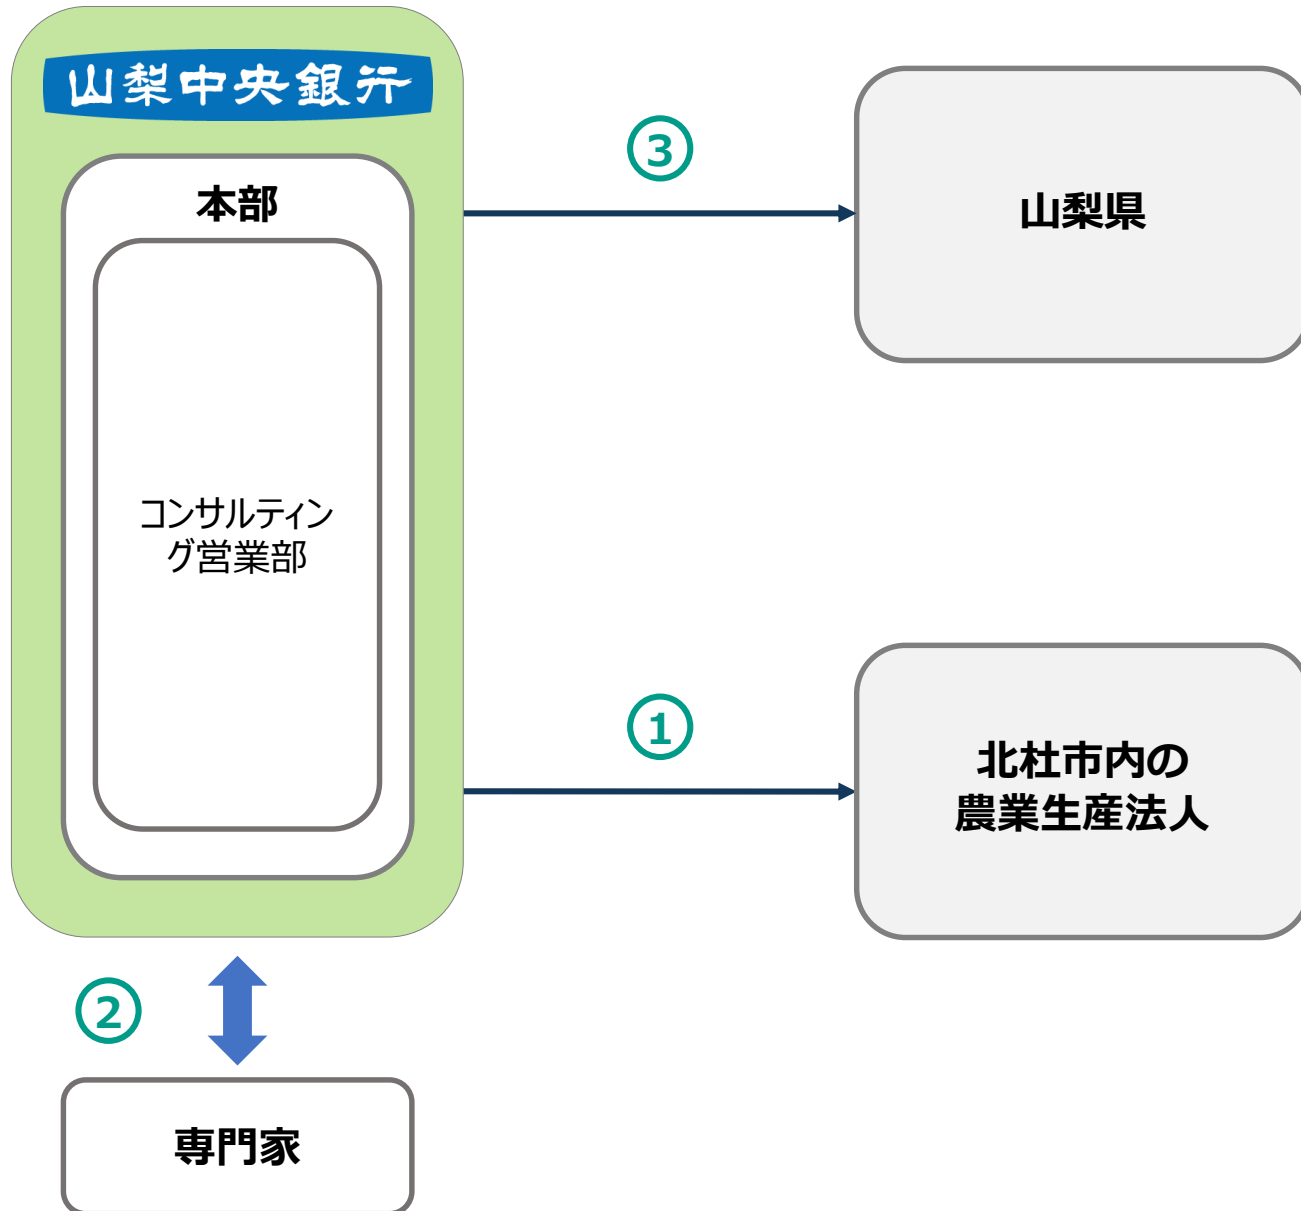 山梨中央銀行
本部
コンサルティン
グ営業部
③
山梨県
①
北杜市内の
農業生産法人
②
専門家